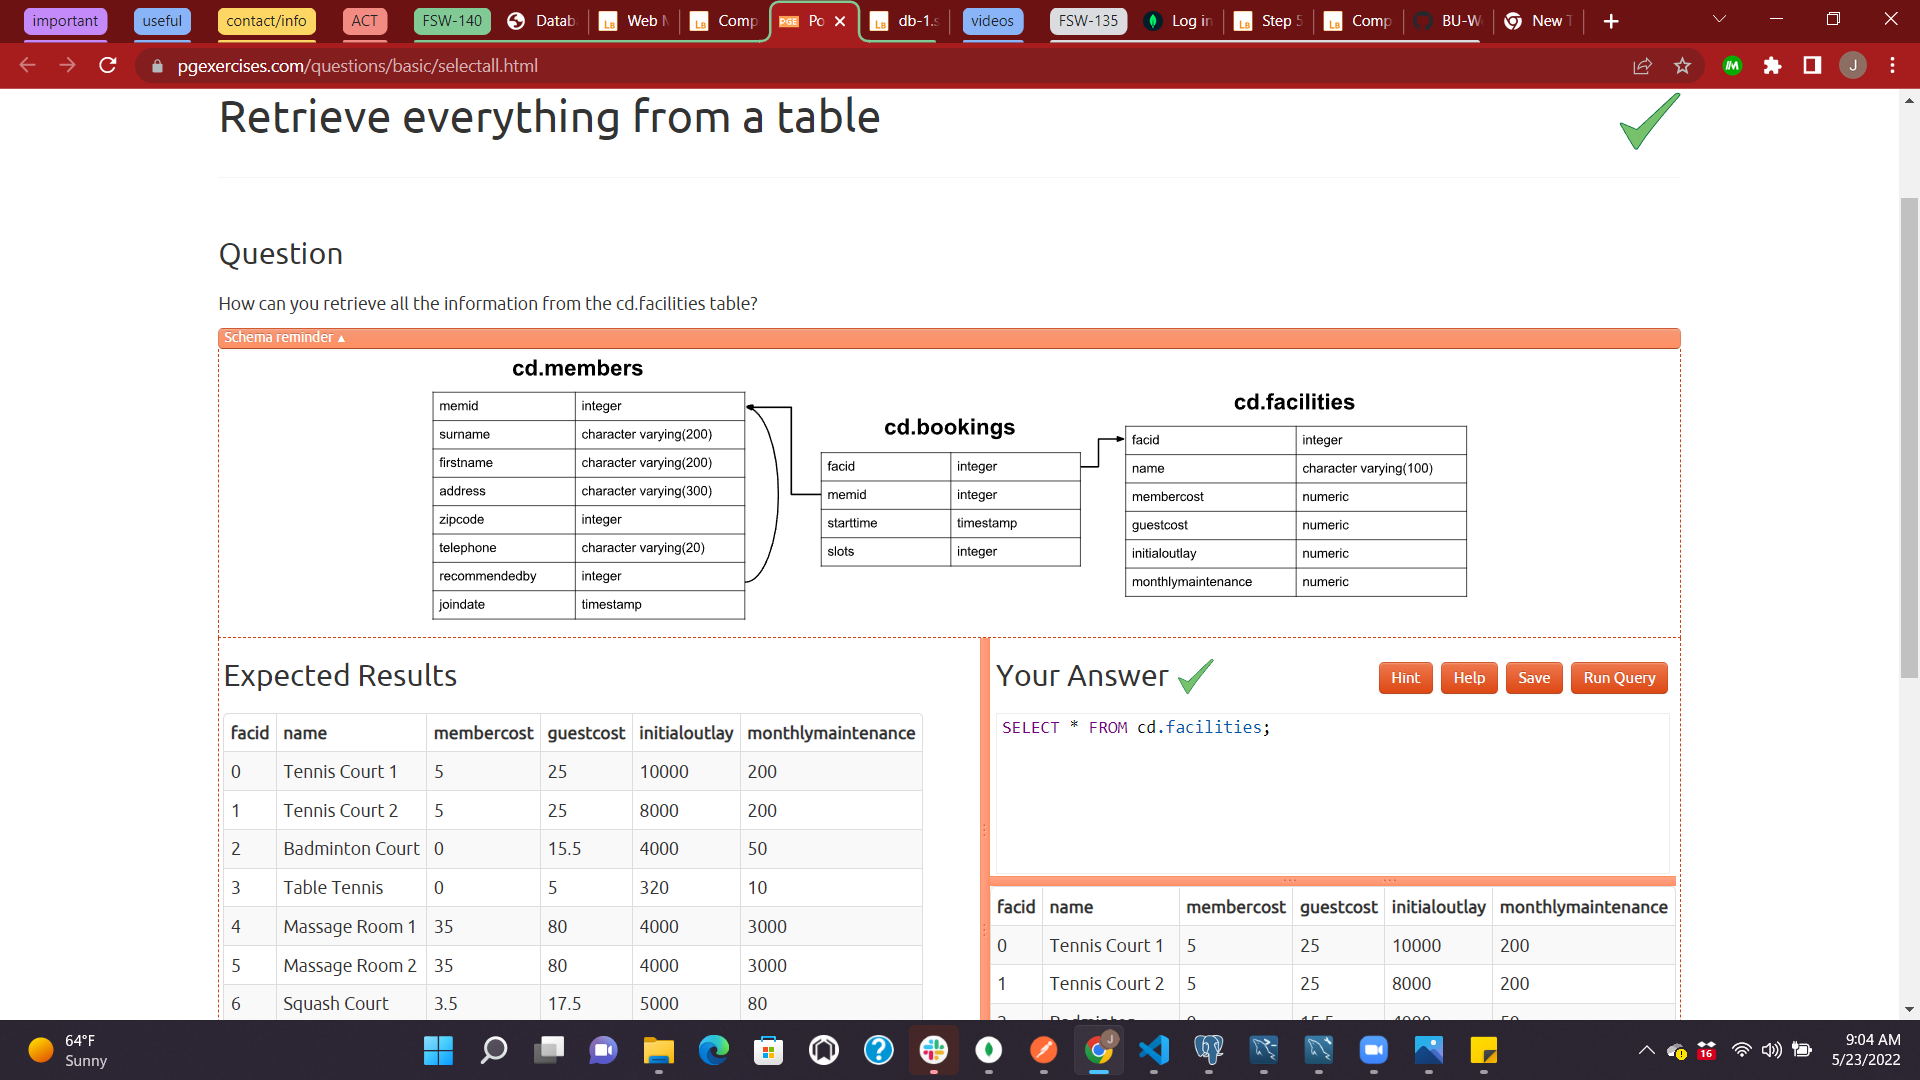 important useful contact/info ACT FSW-140 Datab Web Comp Po db-1.s videos FSW-135 Log in Step 5 Comp BU-W New
pgexercises.com/questions/basic/selectall.html
J
Retrieve everything from a table
Question
How can you retrieve all the information from the cd.facilities table?
Schema reminder ▴
cd.members
memid integer
surname character varying(200)
firstname character varying(200)
address character varying(300)
zipcode integer
telephone character varying(20)
recommendedby integer
joindate timestamp
cd.bookings
facid integer
memid integer
starttime timestamp
slots integer
cd.facilities
facid integer
name character varying(100)
membercost numeric
guestcost numeric
initialoutlay numeric
monthlymaintenance numeric
Expected Results
facid name membercost guestcost initialoutlay monthlymaintenance
0 Tennis Court 1 5 25 10000 200
1 Tennis Court 2 5 25 8000 200
2 Badminton Court 0 15.5 4000 50
3 Table Tennis 0 5 320 10
4 Massage Room 1 35 80 4000 3000
5 Massage Room 2 35 80 4000 3000
6 Squash Court 3.5 17.5 5000 80
Your Answer
Hint Help Save Run Query
SELECT * FROM cd.facilities;
facid name membercost guestcost initialoutlay monthlymaintenance
0 Tennis Court 1 5 25 10000 200
1 Tennis Court 2 5 25 8000 200
64°F
Sunny
16
9:04 AM
5/23/2022